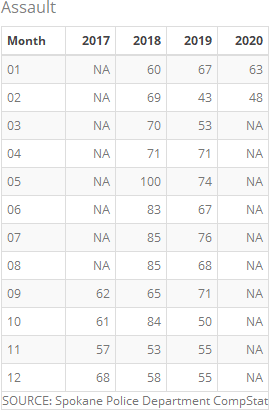 Assault
Month 2017 2018 2019 2020
01 NA 60 67 63
02 NA 69 43 48
03 NA 70 53 NA
04 NA 71 71 NA
05 NA 100 74 NA
06 NA 83 67 NA
07 NA 85 76 NA
08 NA 85 68 NA
09 62 65 71 NA
10 61 84 50 NA
11 57 53 55 NA
12 68 58 55 NA
SOURCE: Spokane Police Department CompStat